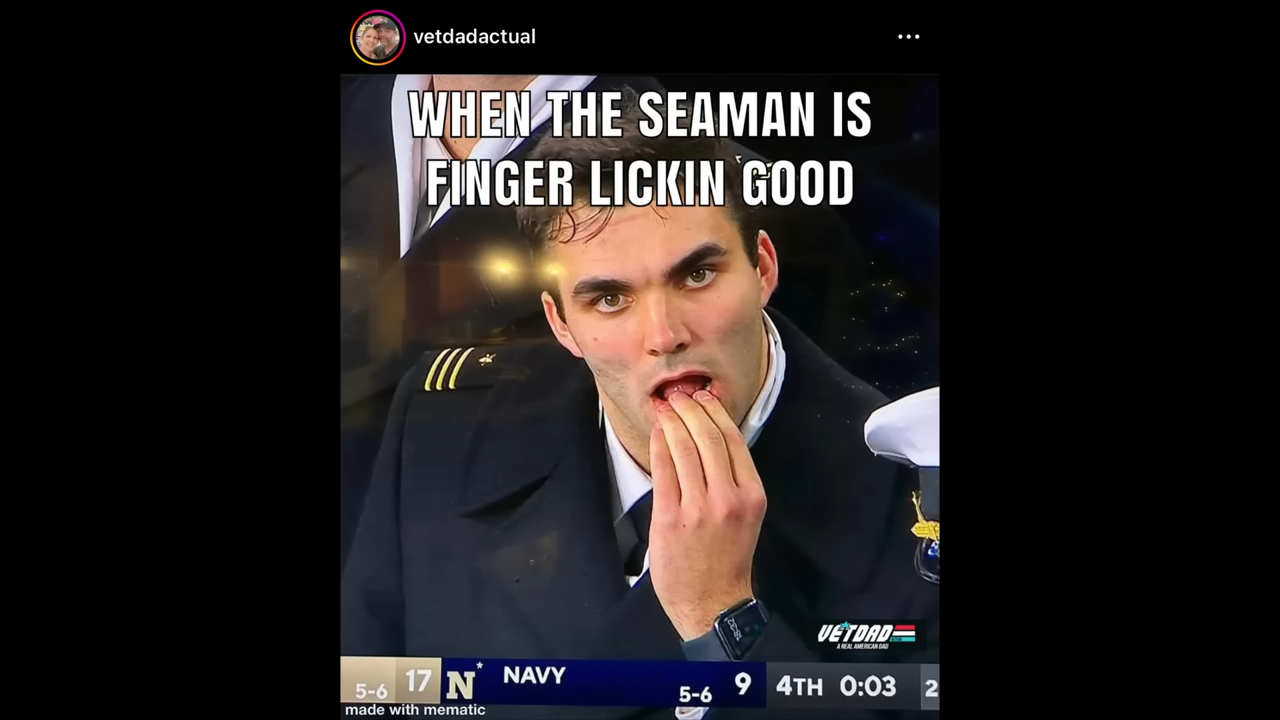 vetdadactual
WHEN THE SEAMAN IS
FINGER LICKIN GOOD
VETDAD
A REAL AMERICAN DAD
5-6 17 N* NAVY 5-6 9 4TH 0:03 2
made with mematic